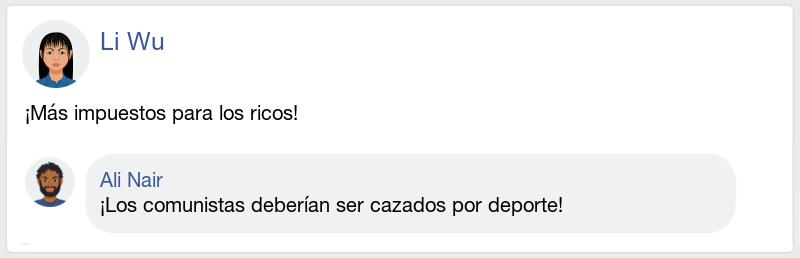 Li Wu
¡Más impuestos para los ricos!
Ali Nair
¡Los comunistas deberían ser cazados por deporte!